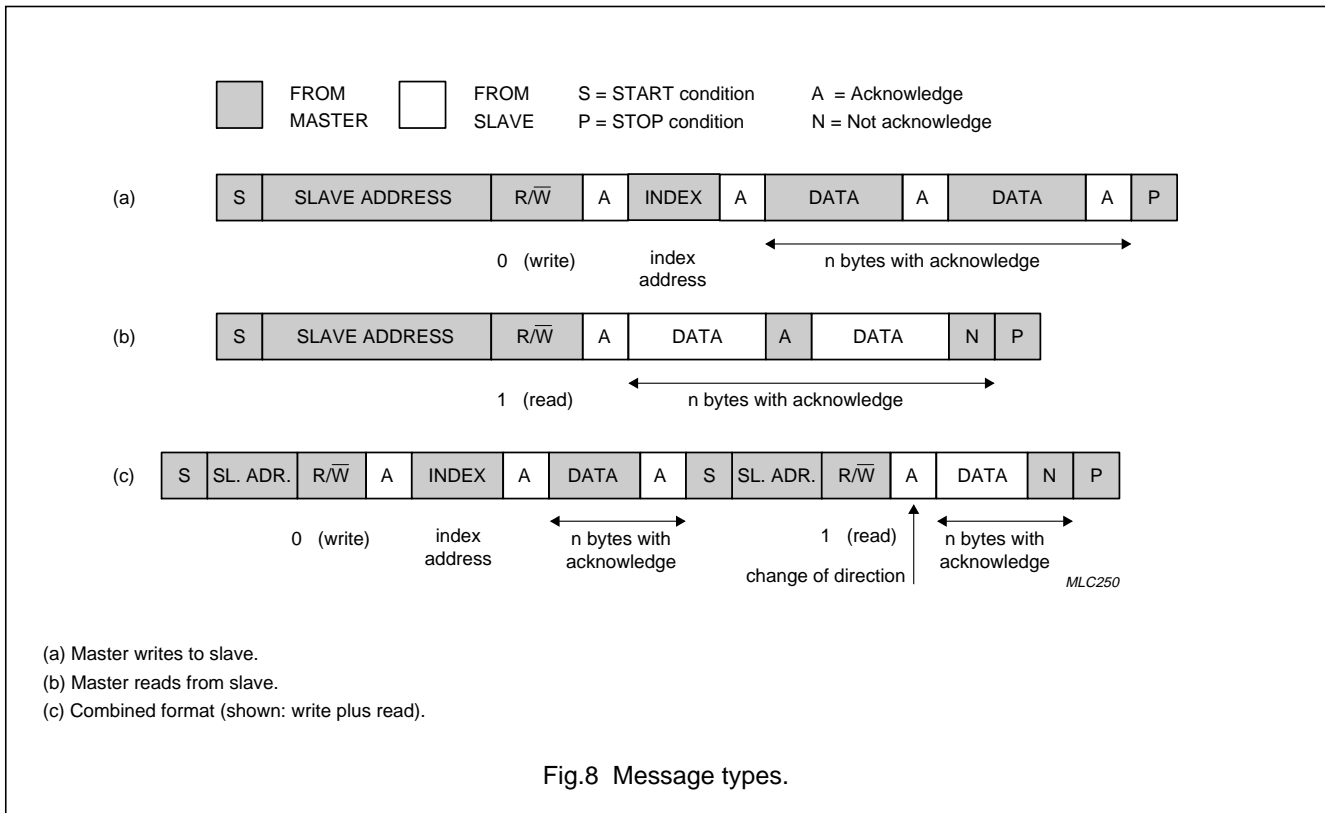 FROM MASTER FROM SLAVE S = START condition A = Acknowledge
P = STOP condition N = Not acknowledge
(a) S SLAVE ADDRESS R/W̅ A INDEX A DATA A DATA A P
0 (write) index address n bytes with acknowledge
(b) S SLAVE ADDRESS R/W̅ A DATA A DATA N P
1 (read) n bytes with acknowledge
(c) S SL. ADR. R/W̅ A INDEX A DATA A S SL. ADR. R/W̅ A DATA N P
0 (write) index address n bytes with acknowledge 1 (read) n bytes with acknowledge
change of direction
MLC250
(a) Master writes to slave.
(b) Master reads from slave.
(c) Combined format (shown: write plus read).
Fig.8 Message types.